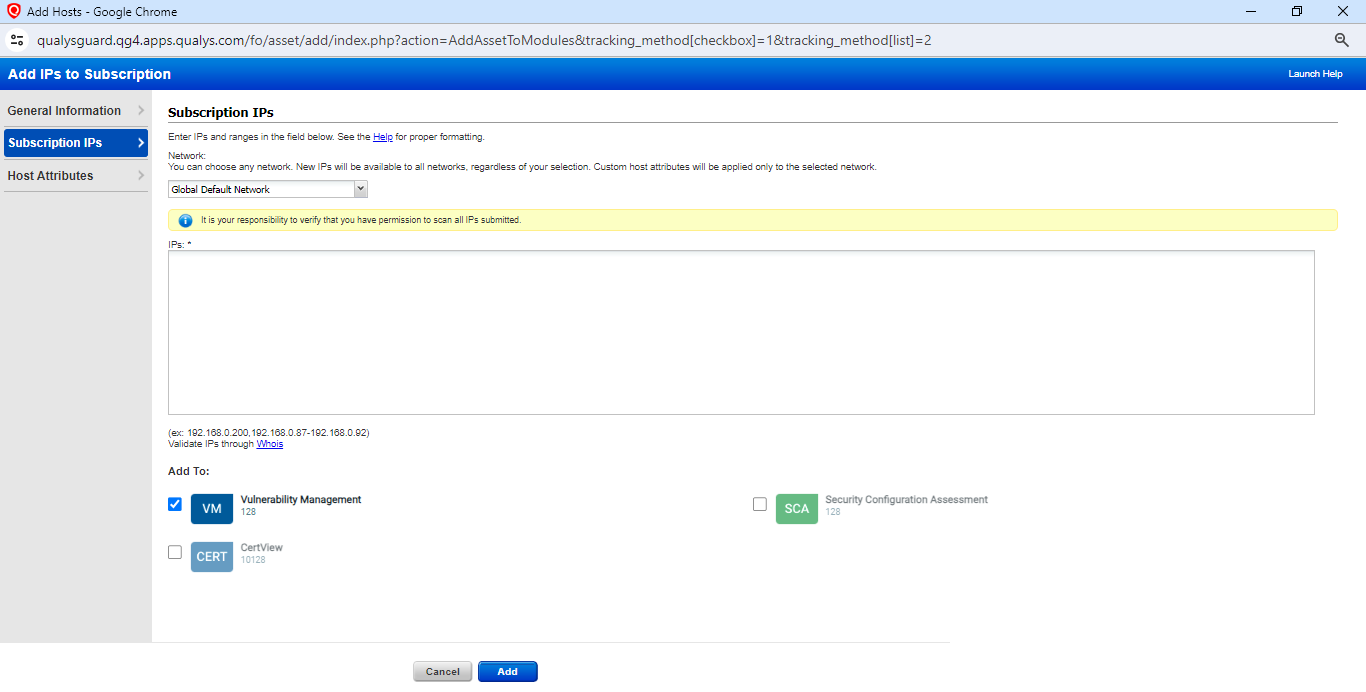 Add Hosts - Google Chrome
qualysguard.qg4.apps.qualys.com/fo/asset/add/index.php?action=AddAssetToModules&tracking_method[checkbox]=1&tracking_method[list]=2
Add IPs to Subscription
Launch Help
General Information
Subscription IPs
Host Attributes
Subscription IPs
Enter IPs and ranges in the field below. See the Help for proper formatting.
Network:
You can choose any network. New IPs will be available to all networks, regardless of your selection. Custom host attributes will be applied only to the selected network.
Global Default Network
It is your responsibility to verify that you have permission to scan all IPs submitted.
IPs: *
(ex: 192.168.0.200,192.168.0.87-192.168.0.92)
Validate IPs through Whois
Add To:
VM
Vulnerability Management
128
SCA
Security Configuration Assessment
128
CERT
CertView
10128
Cancel
Add